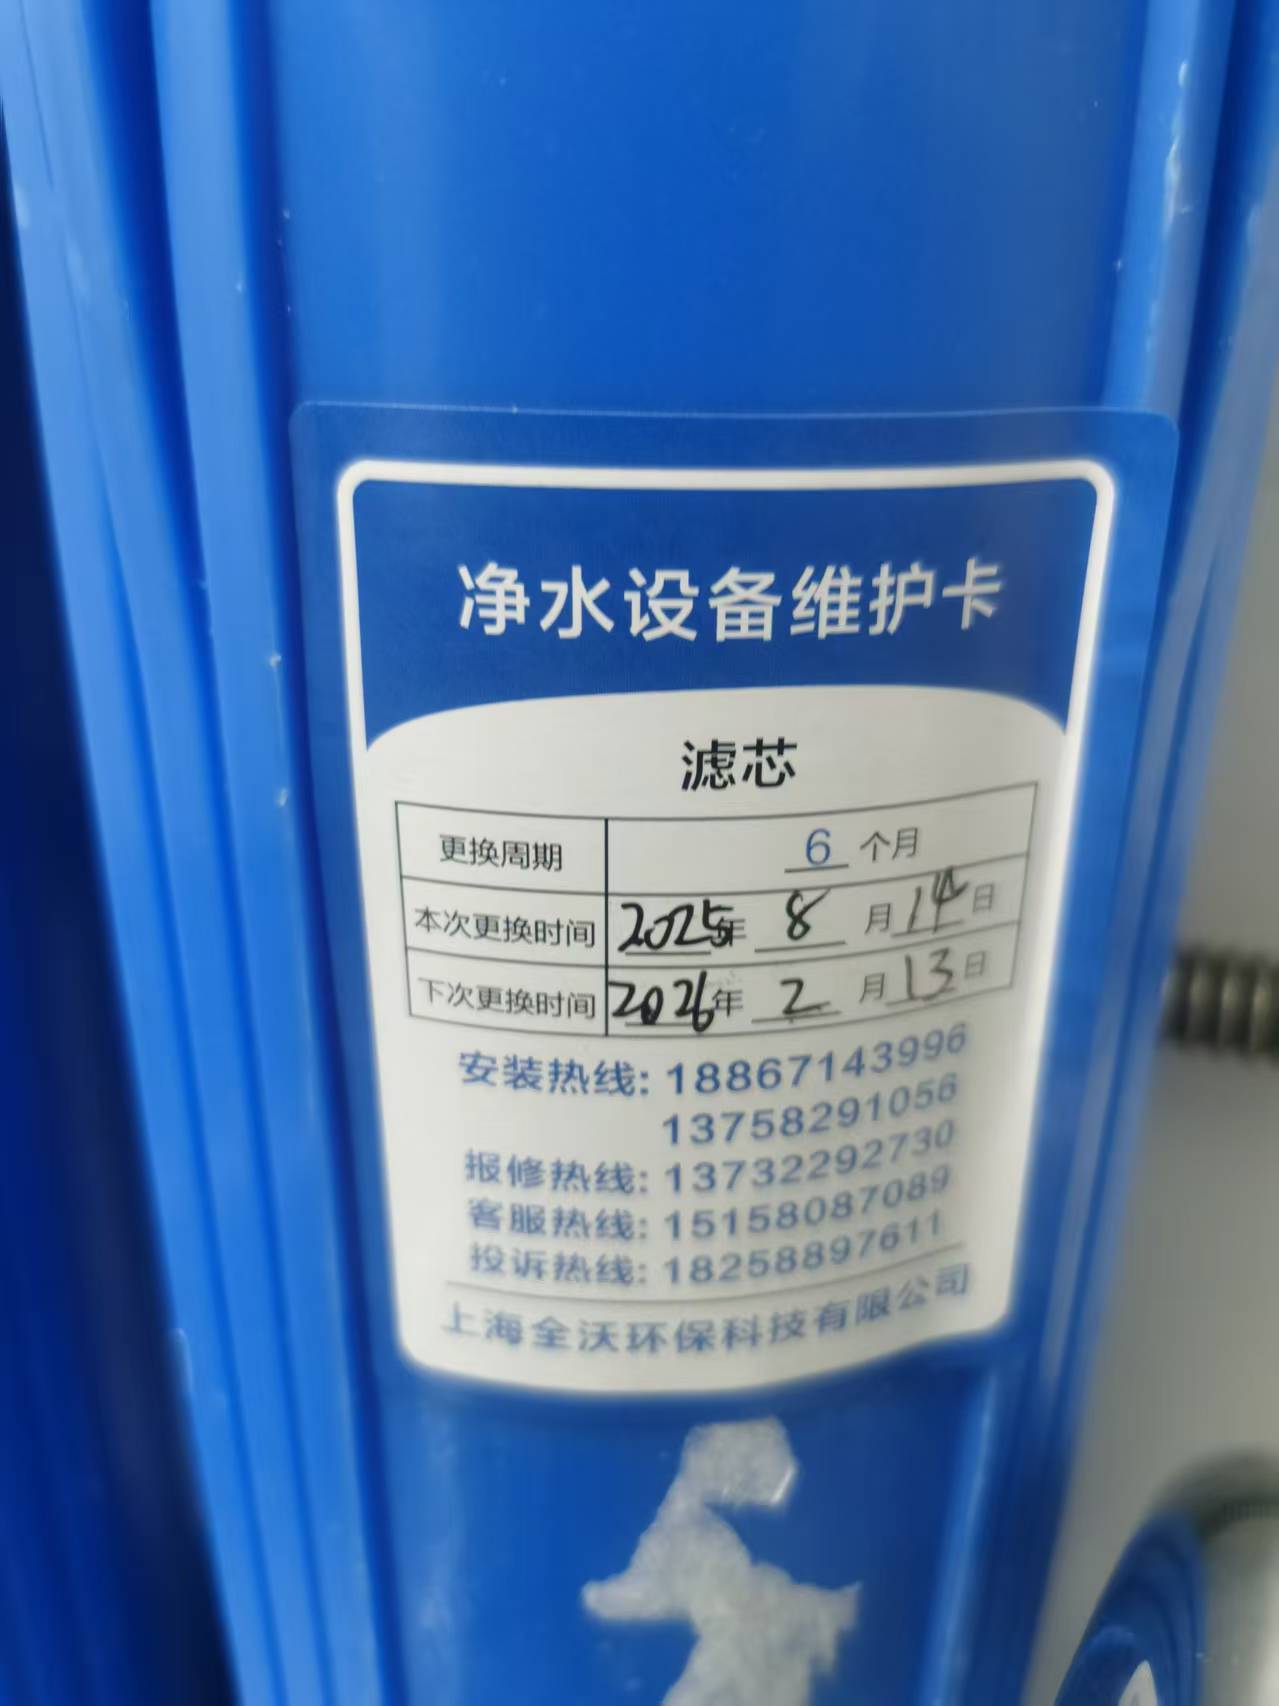 净水设备维护卡
滤芯
更换周期 6 个月
本次更换时间 2025年 8 月 14 日
下次更换时间 2026年 2 月 13 日
安装热线: 18867143996
13758291056
报修热线: 13732292730
客服热线: 15158087089
投诉热线: 18258897611
上海全沃环保科技有限公司